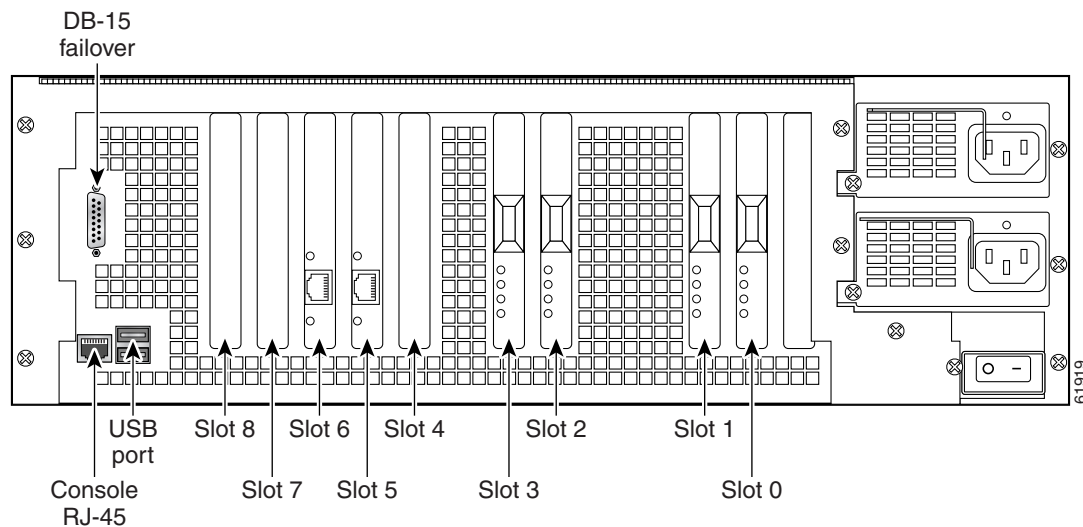 DB-15
failover
61919
USB
port
Slot 8
Slot 6
Slot 4
Slot 2
Slot 1
Console
RJ-45
Slot 7
Slot 5
Slot 3
Slot 0